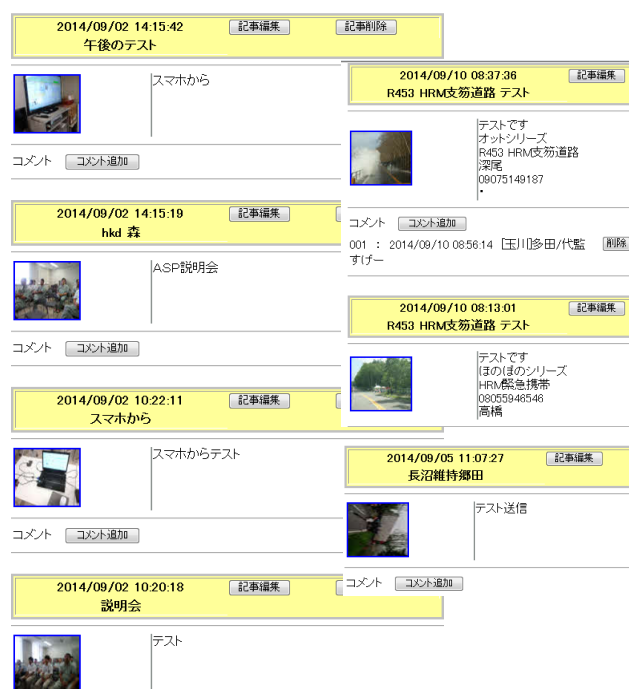 2014/09/02 14:15:42 記事編集 記事削除
午後のテスト
スマホから
コメント コメント追加
2014/09/02 14:15:19 記事編集
hkd 森
ASP説明会
コメント コメント追加
2014/09/02 10:22:11 記事編集
スマホから
スマホからテスト
コメント コメント追加
2014/09/02 10:20:18 記事編集
説明会
テスト
2014/09/10 08:37:36 記事編集
R453 HRM支笏道路 テスト
テストです
オットシリーズ
R453 HRM支笏道路
深尾
09075149187
・
コメント コメント追加
001 : 2014/09/10 08:56:14 [玉川]多田/代監 削除
すげー
2014/09/10 08:13:01 記事編集
R453 HRM支笏道路 テスト
テストです
ほのぼのシリーズ
HRM緊急携帯
08055946546
高橋
2014/09/05 11:07:27 記事編集
長沼維持郷田
テスト送信
コメント コメント追加